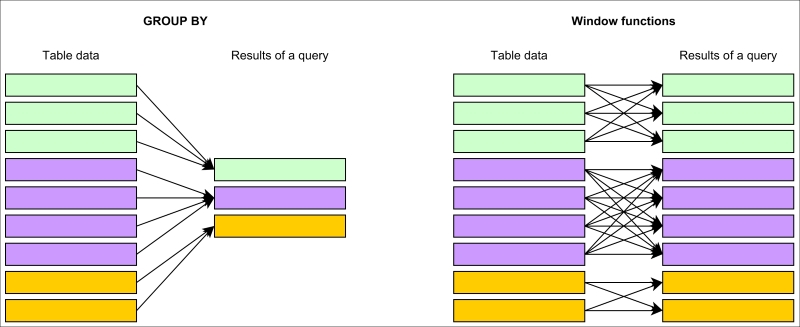 GROUP BY
Table data
Results of a query
Window functions
Table data
Results of a query